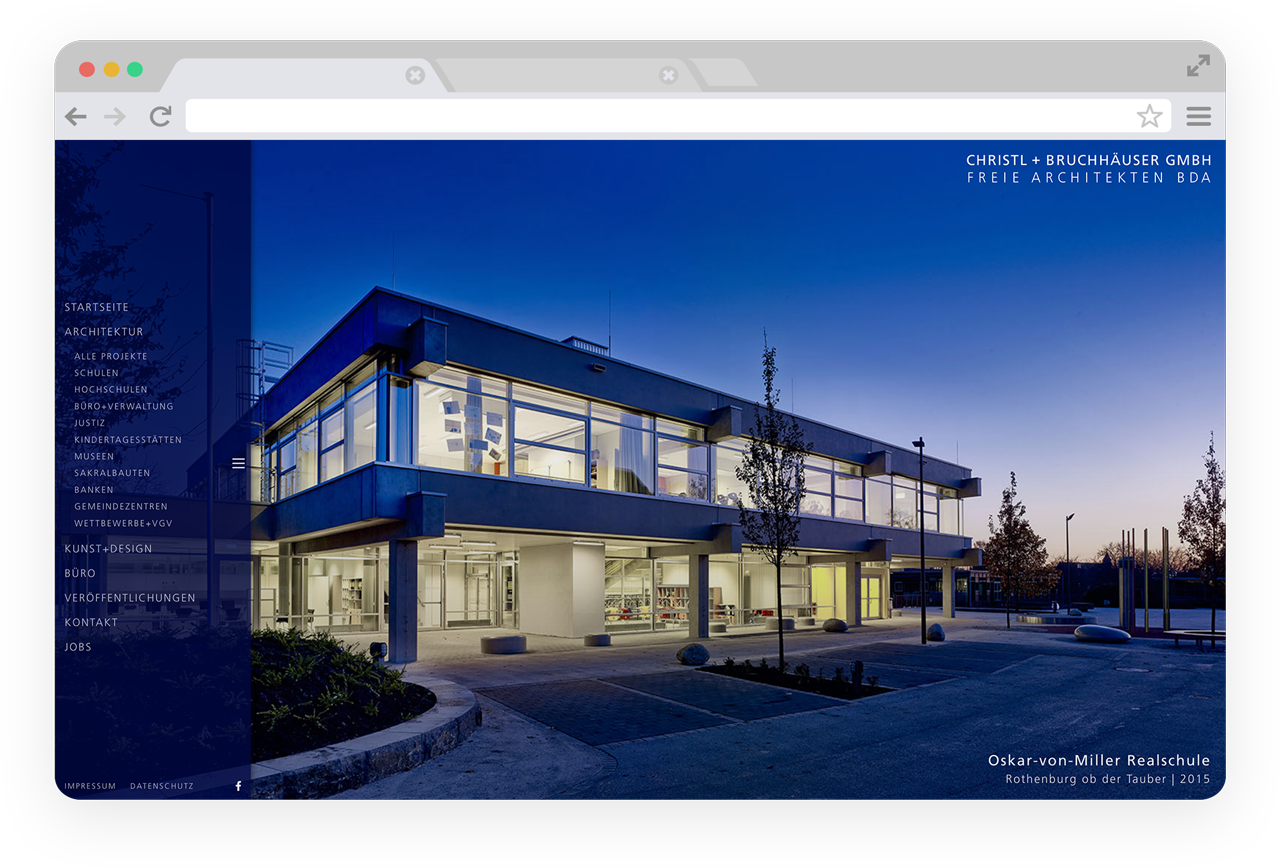 CHRISTL + BRUCHHÄUSER GMBH
FREIE ARCHITEKTEN BDA
STARTSEITE
ARCHITEKTUR
ALLE PROJEKTE
SCHULEN
HOCHSCHULEN
BÜRO+VERWALTUNG
JUSTIZ
KINDERTAGESSTÄTTEN
MUSEEN
SAKRALBAUTEN
BANKEN
GEMEINDEZENTREN
WETTBEWERBE+VGV
KUNST+DESIGN
BÜRO
VERÖFFENTLICHUNGEN
KONTAKT
JOBS
IMPRESSUM DATENSCHUTZ
Oskar-von-Miller Realschule
Rothenburg ob der Tauber | 2015